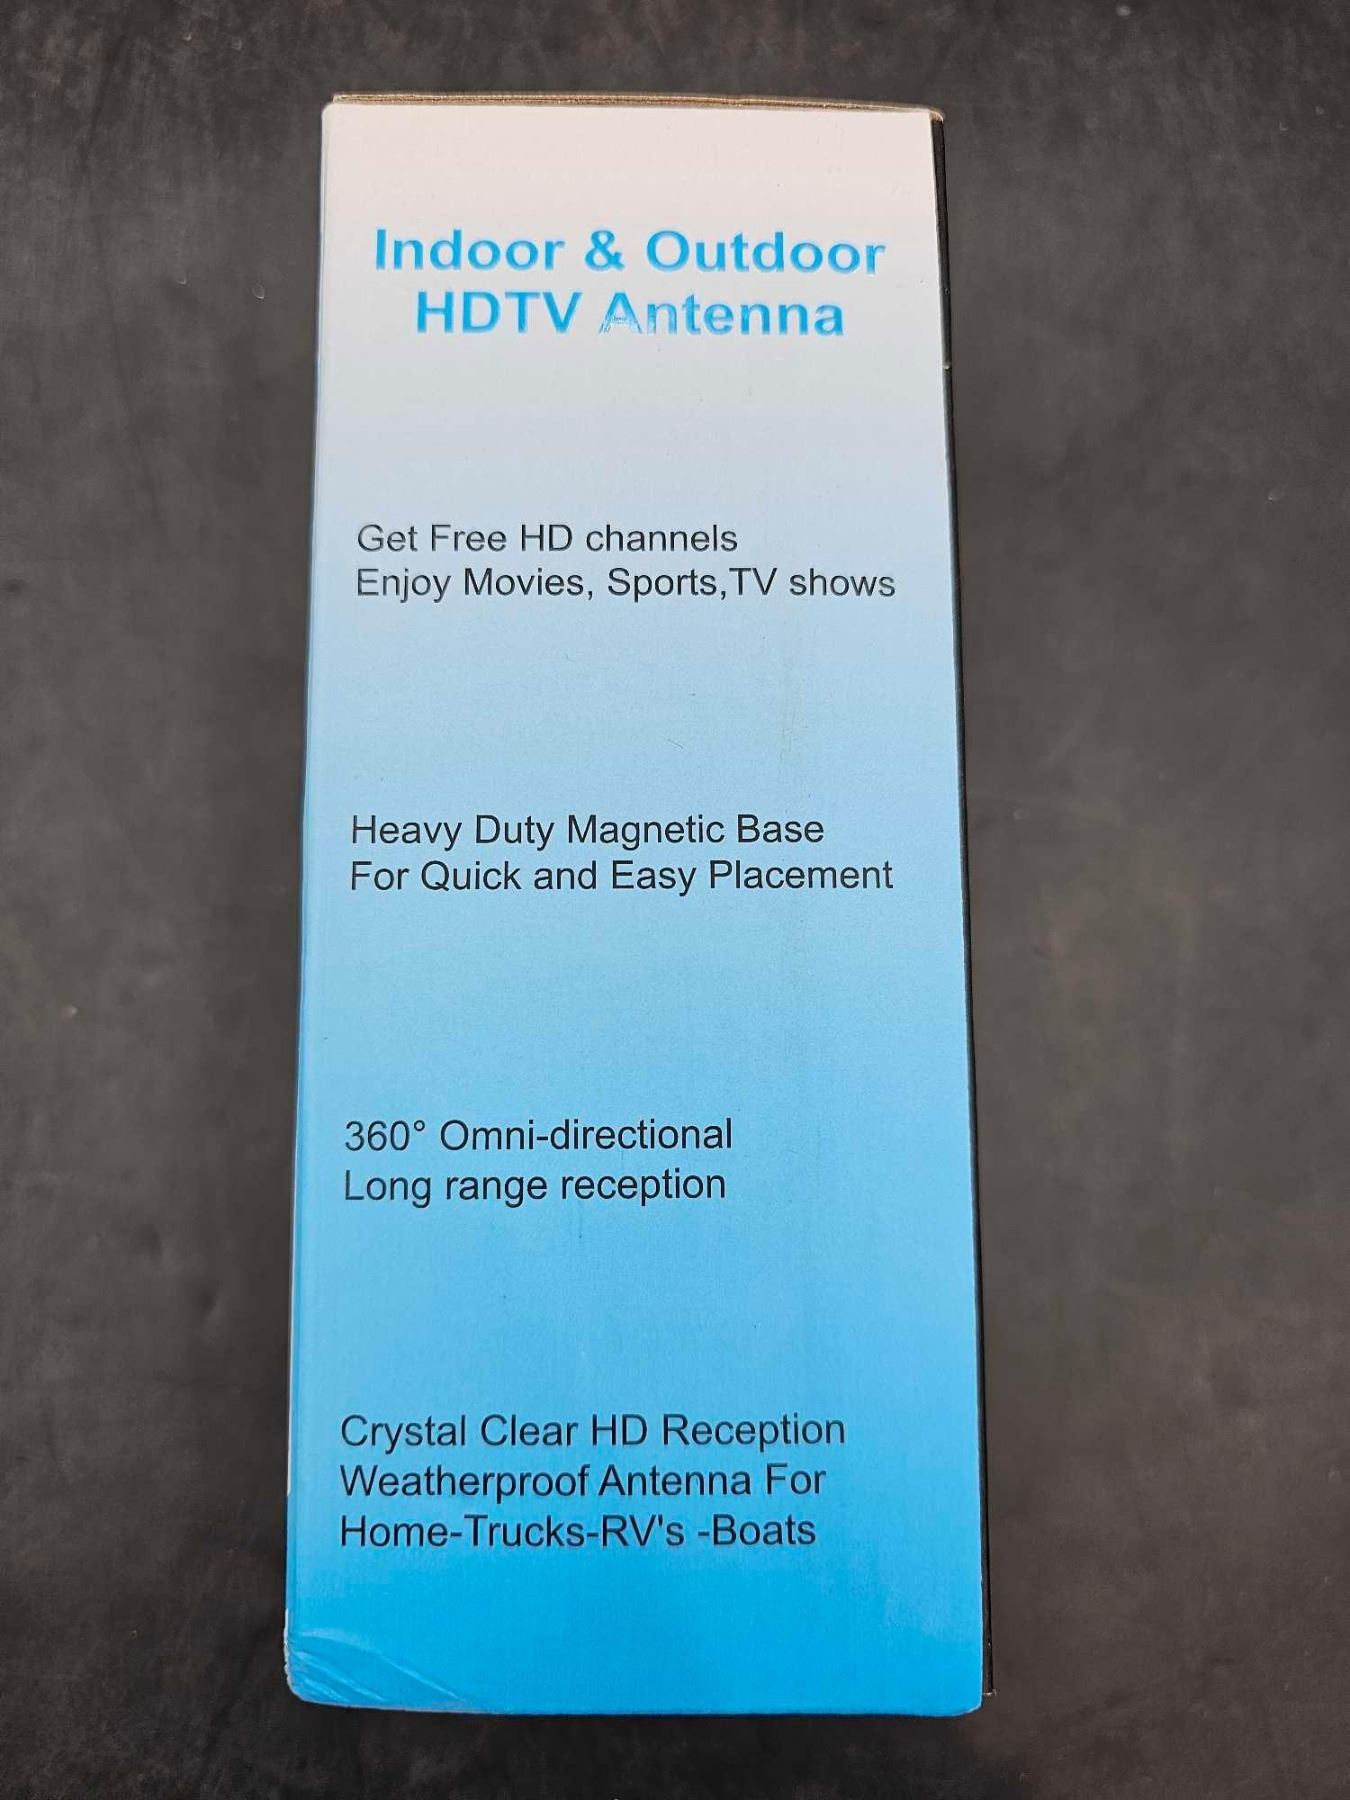 Indoor & Outdoor
HDTV Antenna
Get Free HD channels
Enjoy Movies, Sports,TV shows
Heavy Duty Magnetic Base
For Quick and Easy Placement
360° Omni-directional
Long range reception
Crystal Clear HD Reception
Weatherproof Antenna For
Home-Trucks-RV's -Boats